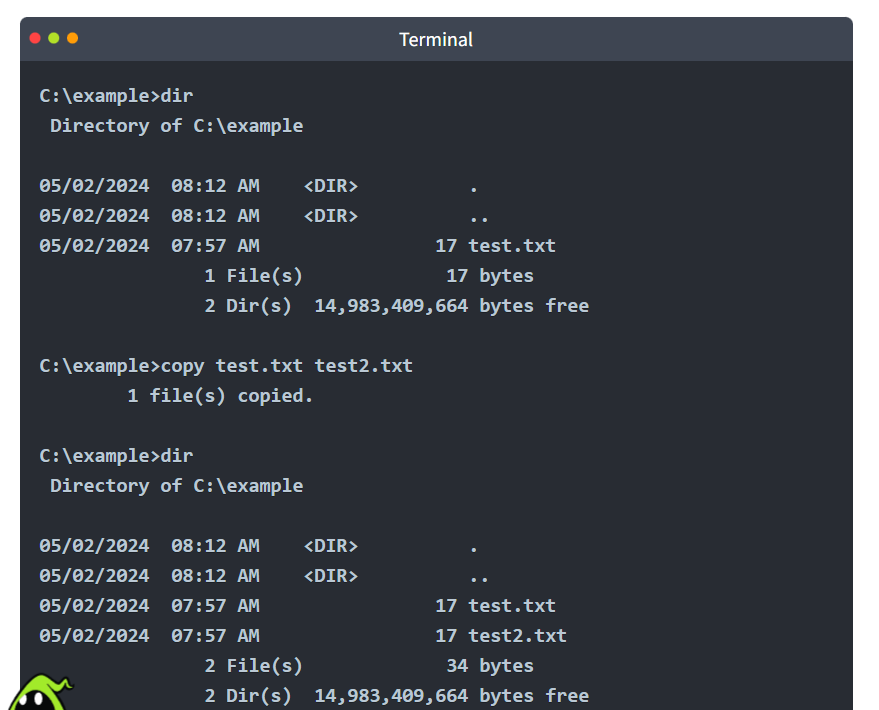 Terminal
C:\example>dir
 Directory of C:\example
05/02/2024  08:12 AM    <DIR>          .
05/02/2024  08:12 AM    <DIR>          ..
05/02/2024  07:57 AM                17 test.txt
               1 File(s)             17 bytes
               2 Dir(s)  14,983,409,664 bytes free
C:\example>copy test.txt test2.txt
        1 file(s) copied.
C:\example>dir
 Directory of C:\example
05/02/2024  08:12 AM    <DIR>          .
05/02/2024  08:12 AM    <DIR>          ..
05/02/2024  07:57 AM                17 test.txt
05/02/2024  07:57 AM                17 test2.txt
               2 File(s)             34 bytes
               2 Dir(s)  14,983,409,664 bytes free